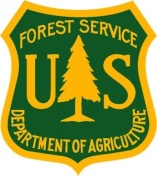 FOREST SERVICE
U S
DEPARTMENT OF AGRICULTURE